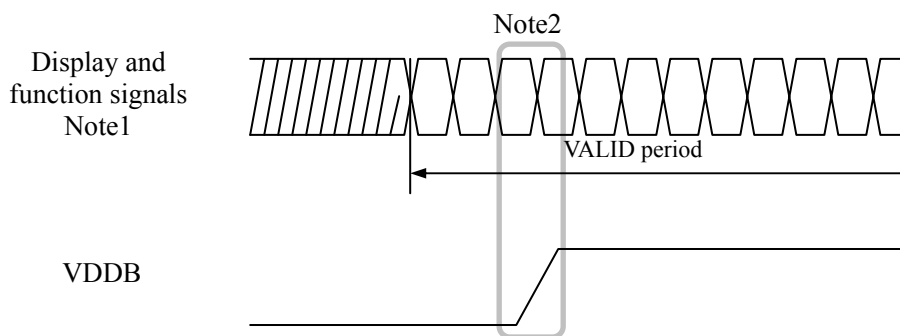 Note2
Display and
function signals
Note1
VALID period
VDDB